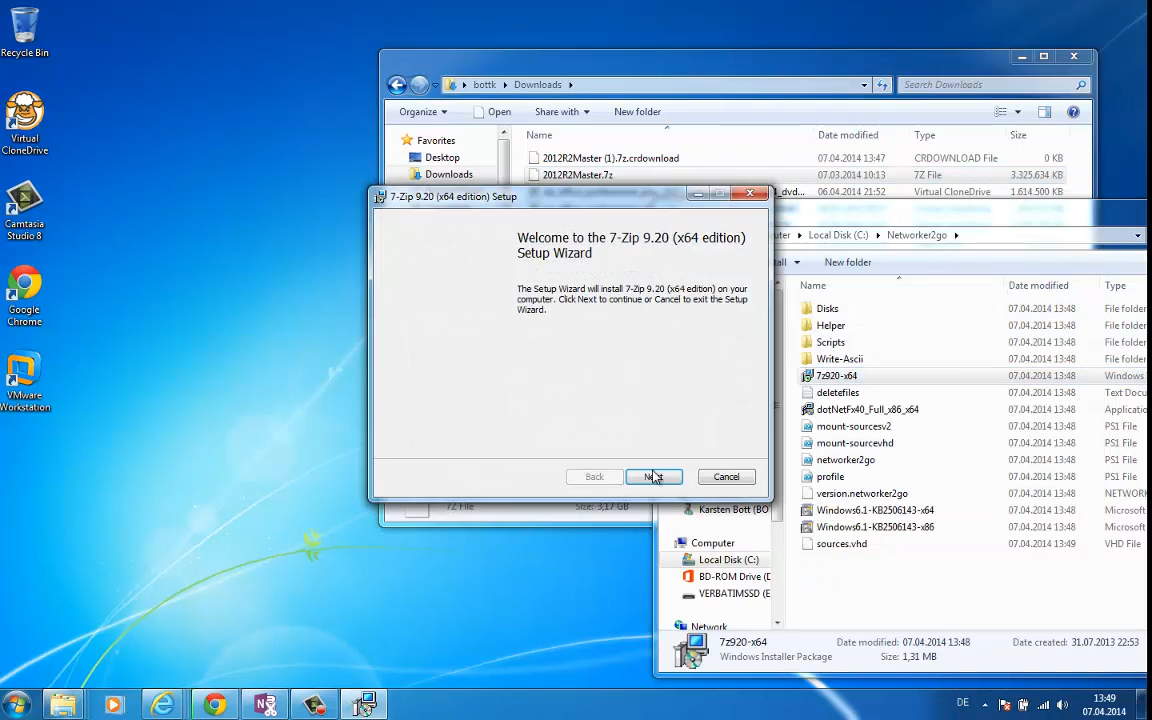 Recycle Bin
Virtual
CloneDrive
Camtasia
Studio 8
Google
Chrome
VMware
Workstation
bottk
Downloads
Search Downloads
Organize
Open
Share with
New folder
Name
Date modified
Type
Size
Favorites
Desktop
Downloads
2012R2Master (1).7z.crdownload
07.04.2014 13:47
CRDOWNLOAD File
0 KB
2012R2Master.7z
07.03.2014 10:13
7Z File
3.325.634 KB
06.04.2014 21:52
Virtual CloneDrive
1.614.500 KB
7-Zip 9.20 (x64 edition) Setup
Welcome to the 7-Zip 9.20 (x64 edition)
Setup Wizard
The Setup Wizard will install 7-Zip 9.20 (x64 edition) on your
computer. Click Next to continue or Cancel to exit the Setup
Wizard.
Back
Next
Cancel
7Z File
Size: 3,17 GB
Local Disk (C:)
Networker2go
New folder
Name
Date modified
Type
Disks
07.04.2014 13:48
File folder
Helper
07.04.2014 13:48
File folder
Scripts
07.04.2014 13:48
File folder
Write-Ascii
07.04.2014 13:48
File folder
7z920-x64
07.04.2014 13:48
Windows
deletefiles
07.04.2014 13:48
Text Docu
dotNetFx40_Full_x86_x64
07.04.2014 13:48
Applicatio
mount-sourcesv2
07.04.2014 13:48
PS1 File
mount-sourcevhd
07.04.2014 13:48
PS1 File
networker2go
07.04.2014 13:48
PS1 File
profile
07.04.2014 13:48
PS1 File
version.networker2go
07.04.2014 13:48
NETWORK
Windows6.1-KB2506143-x64
07.04.2014 13:48
Microsoft
Windows6.1-KB2506143-x86
07.04.2014 13:48
Microsoft
sources.vhd
07.04.2014 13:49
VHD File
Karsten Bott (BO
Computer
Local Disk (C:)
BD-ROM Drive (D
VERBATIMSSD (
Network
7z920-x64
Date modified: 07.04.2014 13:48
Date created: 31.07.2013 22:53
Windows Installer Package
Size: 1,31 MB
DE
13:49
07.04.2014